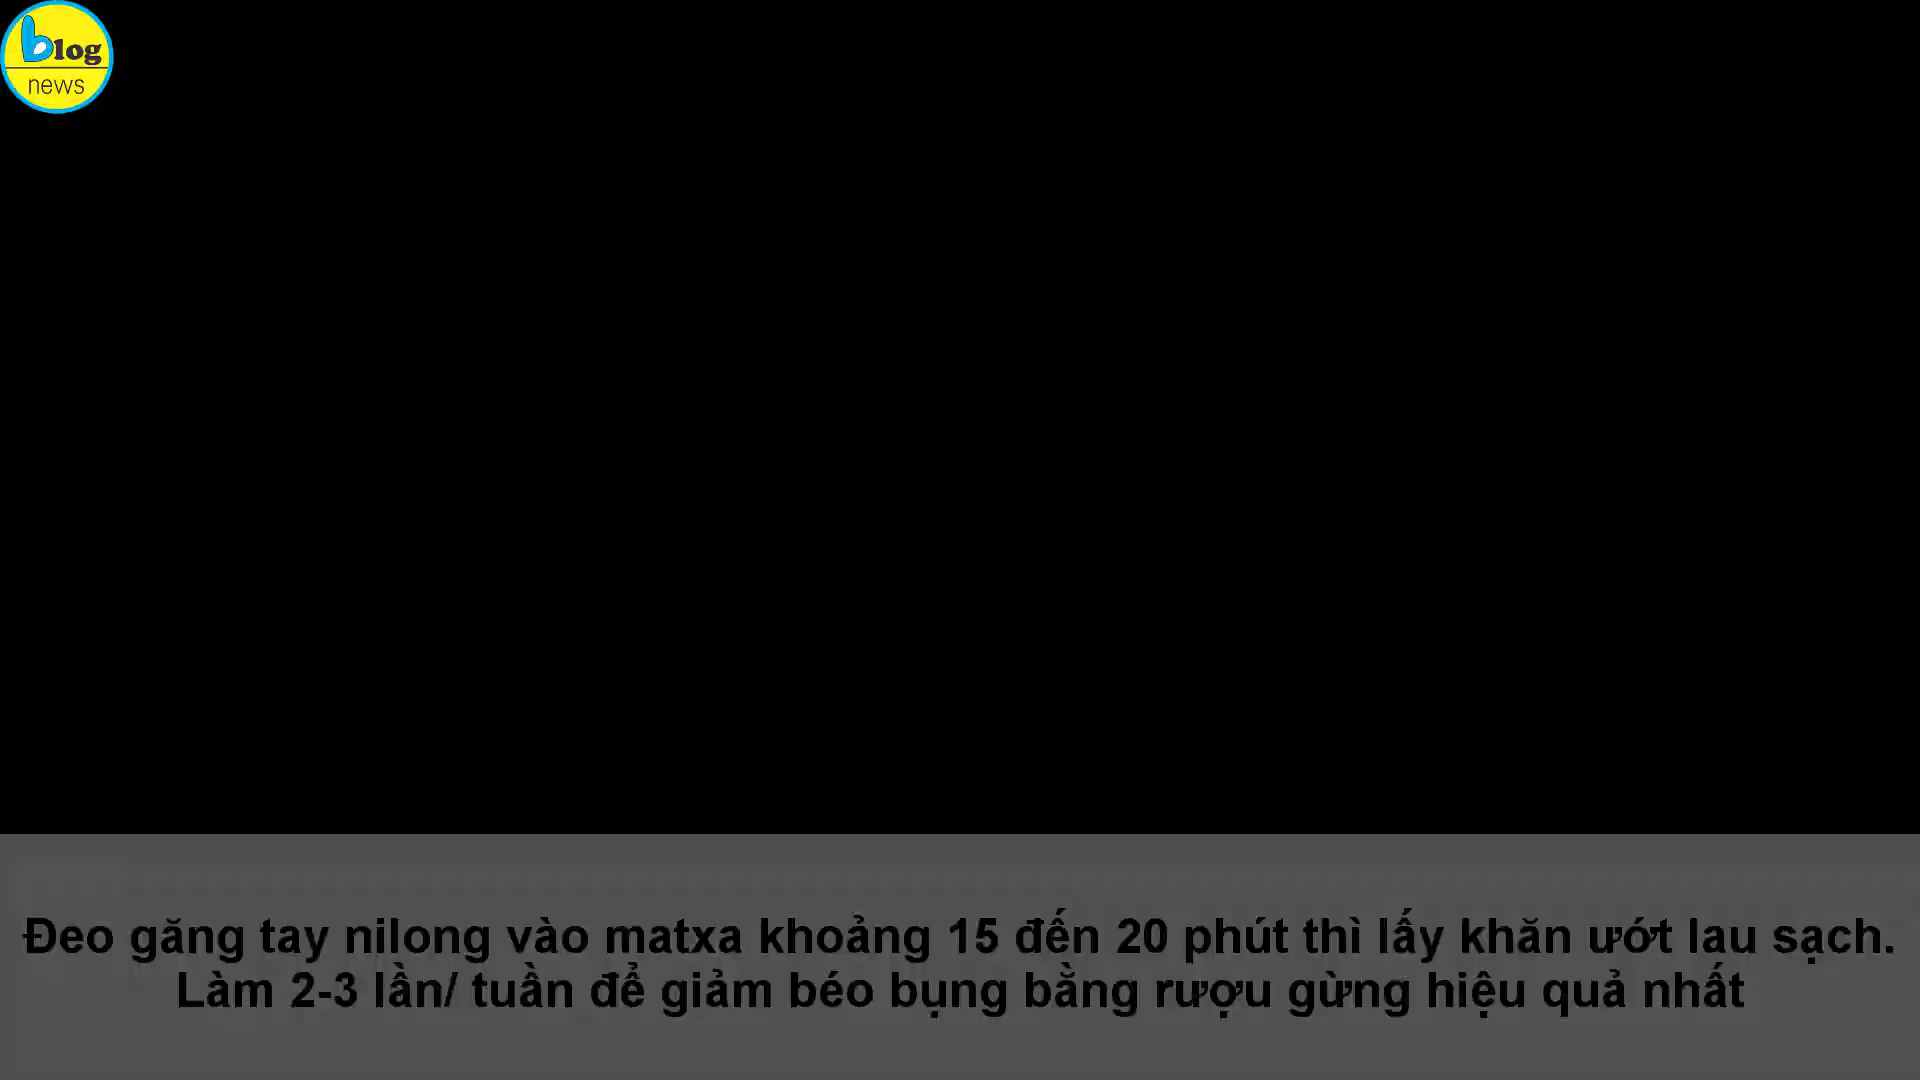 blog
news
Đeo găng tay nilong vào matxa khoảng 15 đến 20 phút thì lấy khăn ướt lau sạch.
Làm 2-3 lần/ tuần để giảm béo bụng bằng rượu gừng hiệu quả nhất